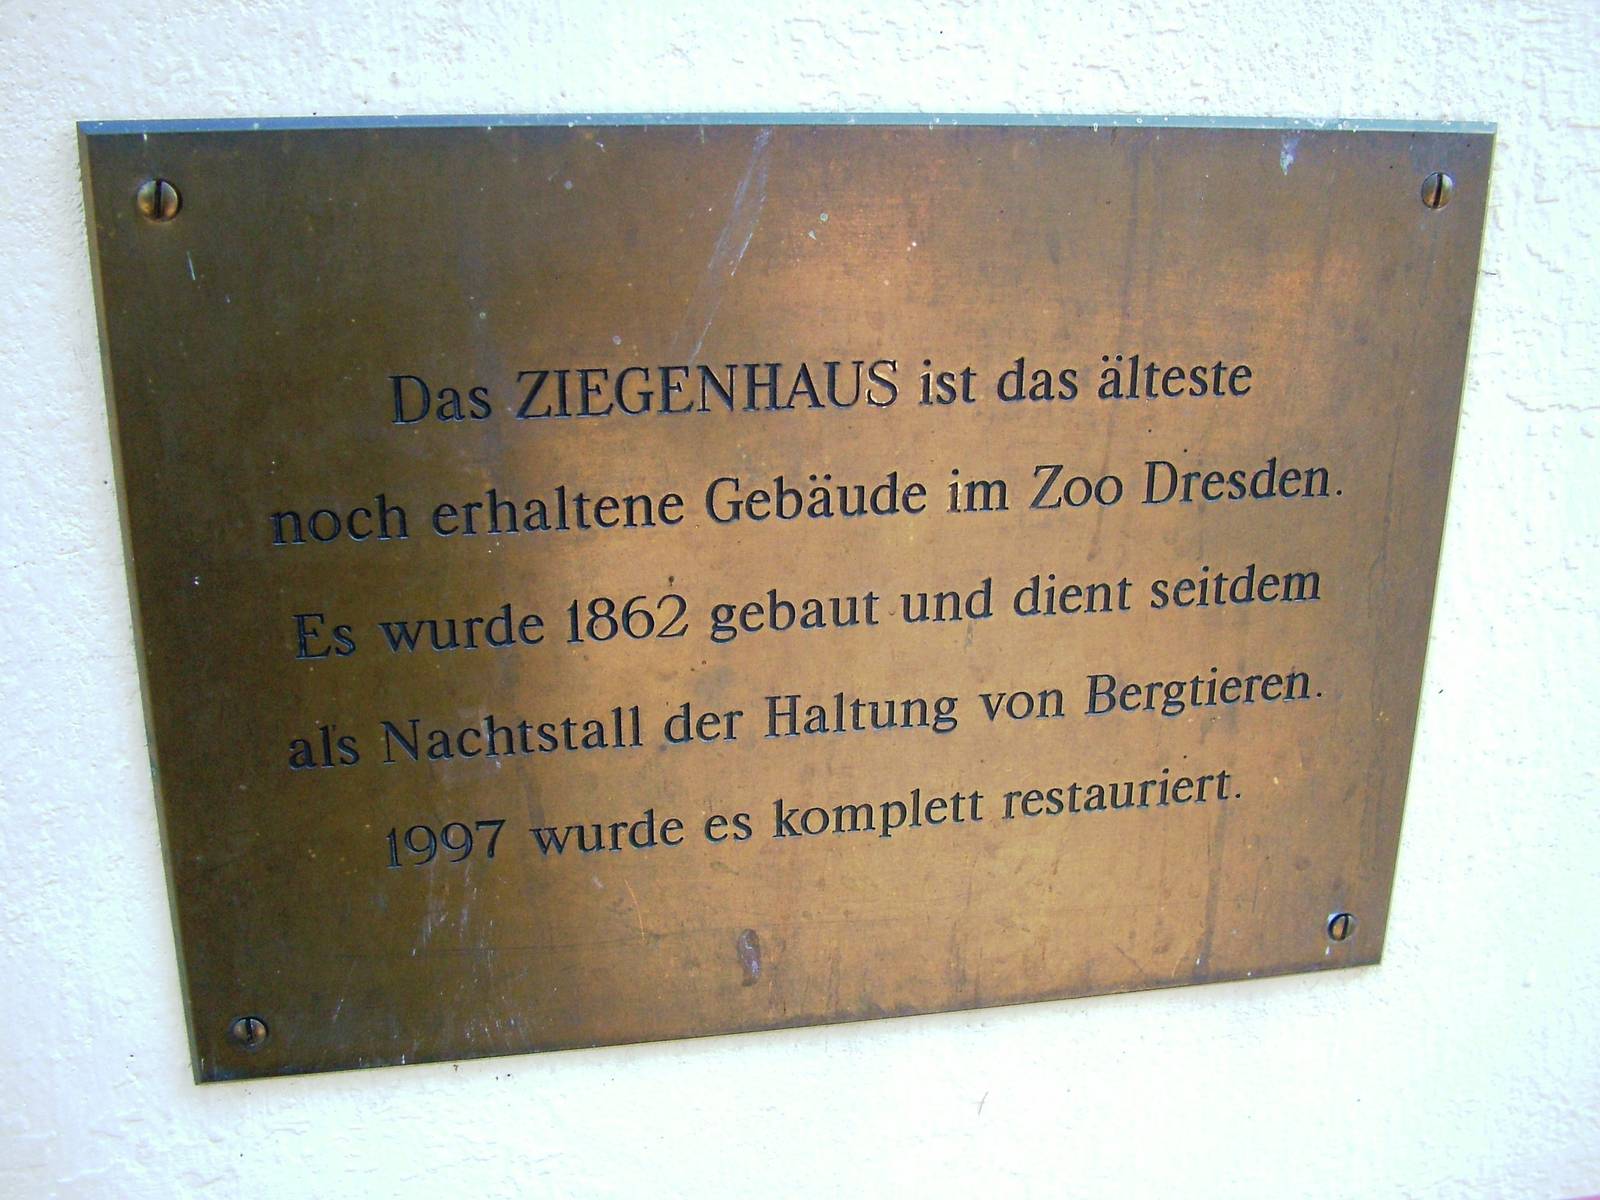 Das ZIEGENHAUS ist das älteste
noch erhaltene Gebäude im Zoo Dresden.
Es wurde 1862 gebaut und dient seitdem
als Nachtstall der Haltung von Bergtieren.
1997 wurde es komplett restauriert.